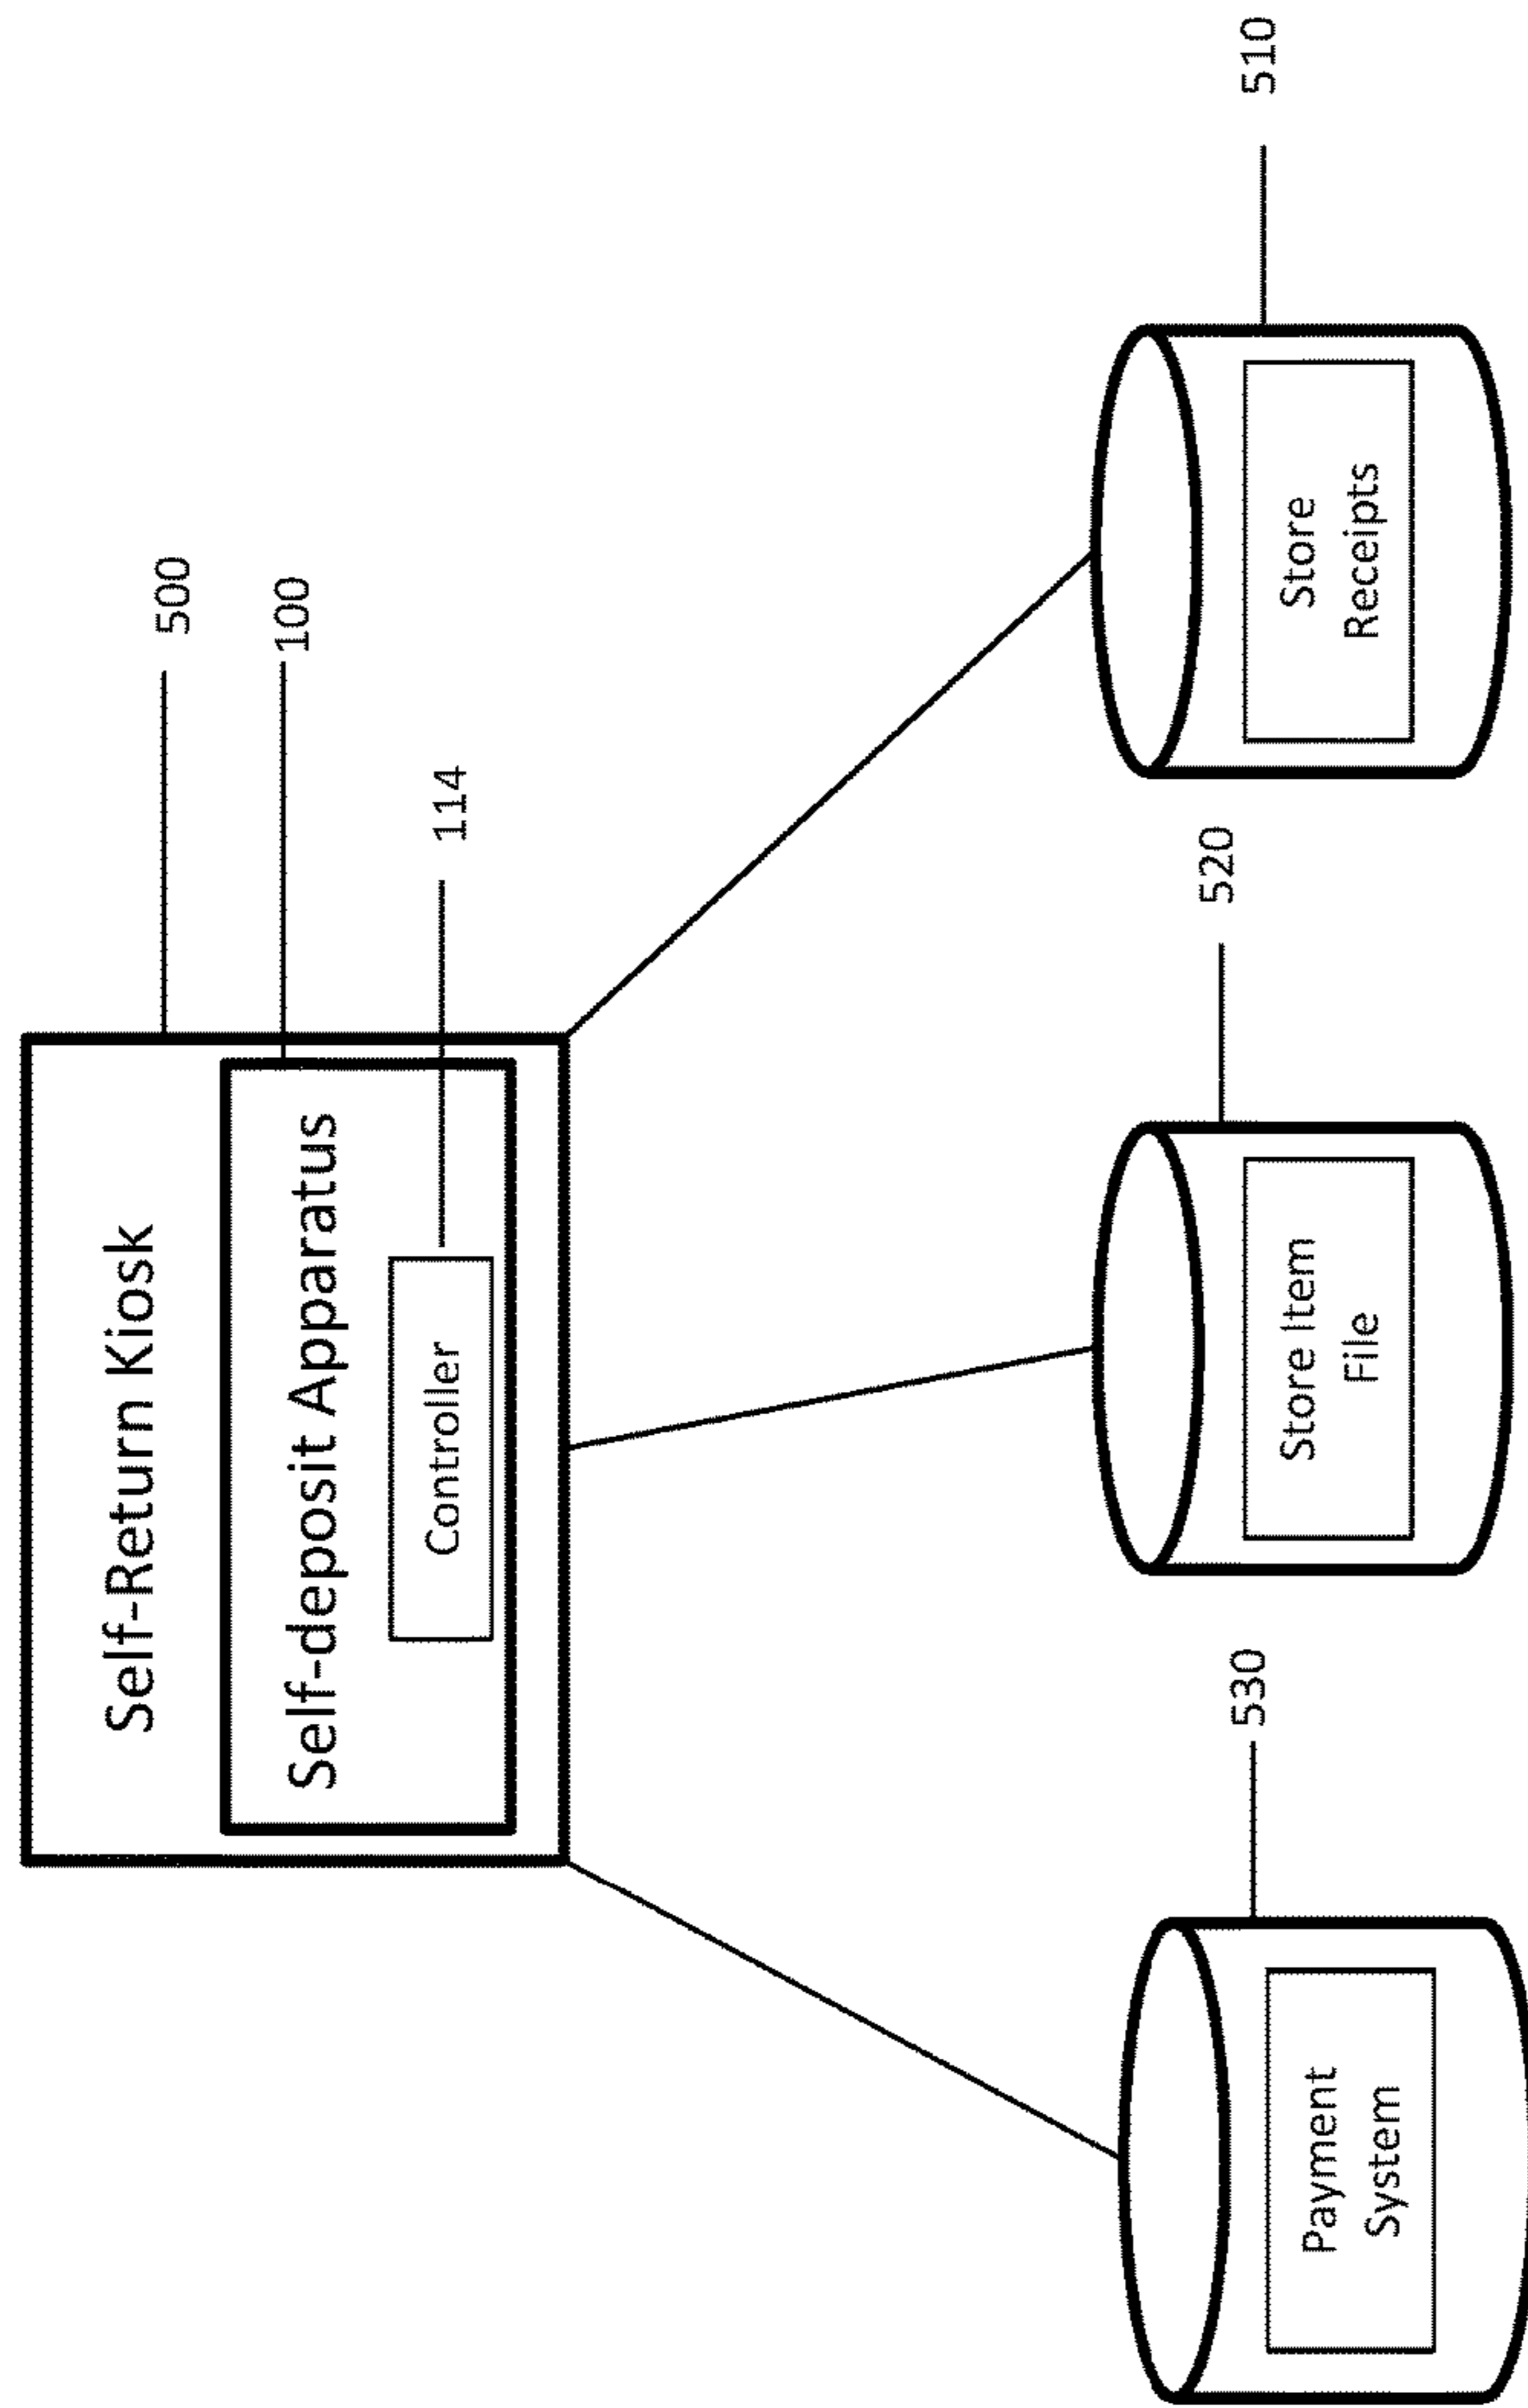 Self-Return Kiosk
500
Self-deposit Apparatus
100
Controller
114
Payment
System
530
Store Item
File
520
Store
Receipts
510